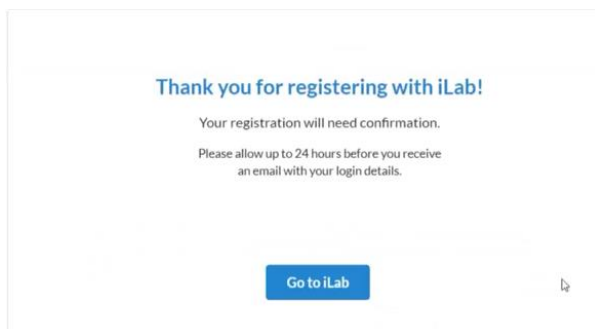 Thank you for registering with iLab!
Your registration will need confirmation.
Please allow up to 24 hours before you receive
an email with your login details.
Go to iLab